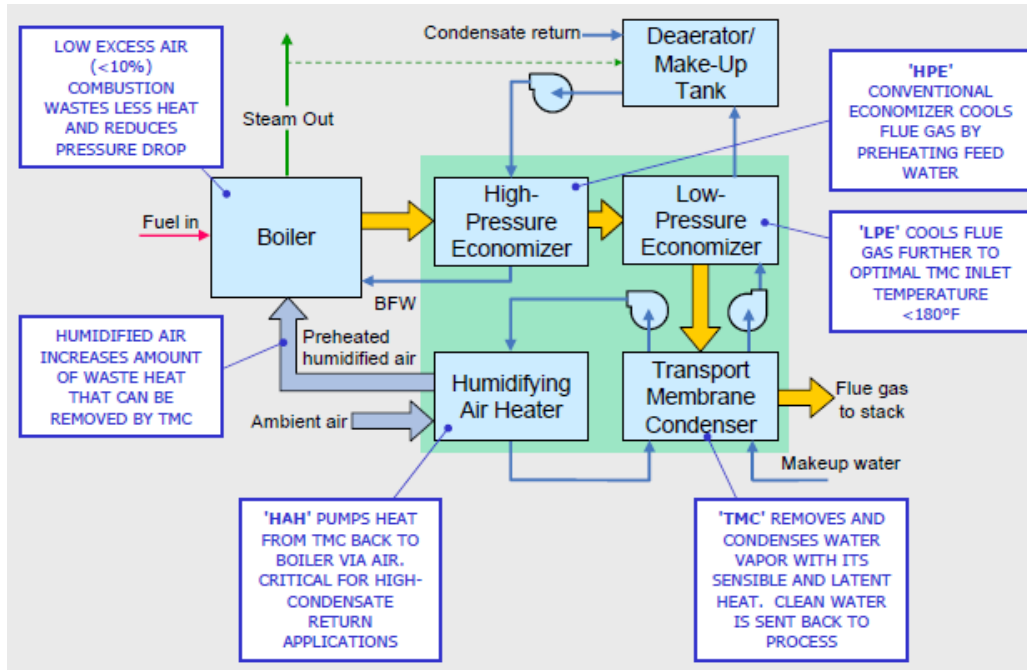 LOW EXCESS AIR
(<10%)
COMBUSTION
WASTES LESS HEAT
AND REDUCES
PRESSURE DROP
Condensate return
Deaerator/
Make-Up
Tank
'HPE'
CONVENTIONAL
ECONOMIZER COOLS
FLUE GAS BY
PREHEATING FEED
WATER
Steam Out
Fuel in
Boiler
High-
Pressure
Economizer
Low-
Pressure
Economizer
'LPE' COOLS FLUE
GAS FURTHER TO
OPTIMAL TMC INLET
TEMPERATURE
<180°F
BFW
HUMIDIFIED AIR
INCREASES AMOUNT
OF WASTE HEAT
THAT CAN BE
REMOVED BY TMC
Preheated
humidified air
Ambient air
Humidifying
Air Heater
Transport
Membrane
Condenser
Flue gas
to stack
Makeup water
'HAH' PUMPS HEAT
FROM TMC BACK TO
BOILER VIA AIR.
CRITICAL FOR HIGH-
CONDENSATE
RETURN
APPLICATIONS
'TMC' REMOVES AND
CONDENSES WATER
VAPOR WITH ITS
SENSIBLE AND LATENT
HEAT. CLEAN WATER
IS SENT BACK TO
PROCESS